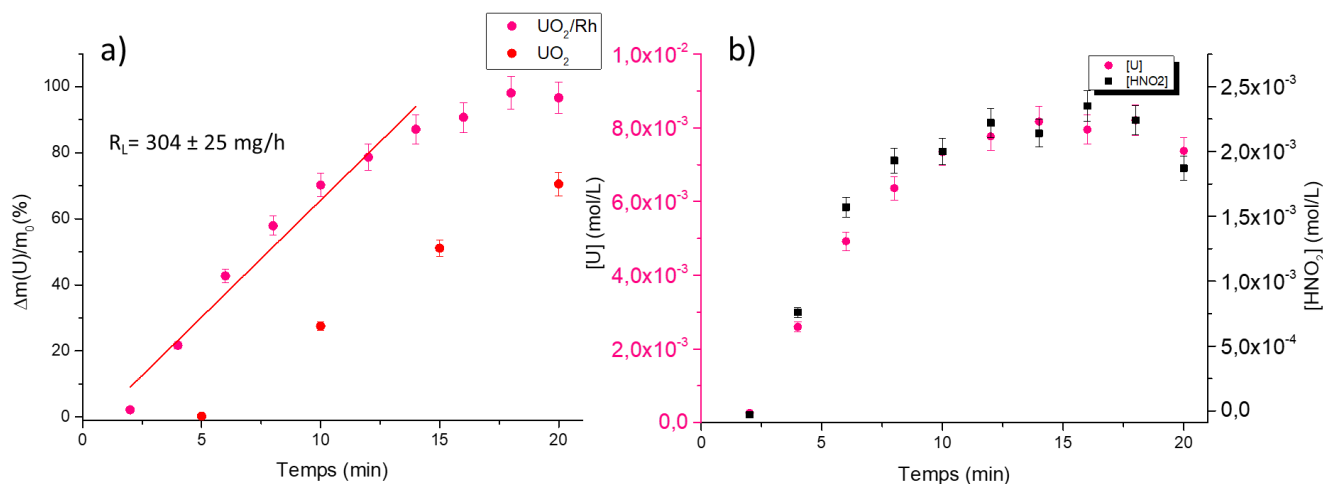 a)
UO₂/Rh
UO₂
R_L= 304 ± 25 mg/h
Δm(U)/m₀(%)
100
80
60
40
20
0
0
5
10
15
20
Temps (min)
b)
[U]
[HNO2]
[U] (mol/L)
1,0x10⁻²
8,0x10⁻³
6,0x10⁻³
4,0x10⁻³
2,0x10⁻³
0,0
[HNO₂] (mol/L)
2,5x10⁻³
2,0x10⁻³
1,5x10⁻³
1,0x10⁻³
5,0x10⁻⁴
0,0
0
5
10
15
20
Temps (min)